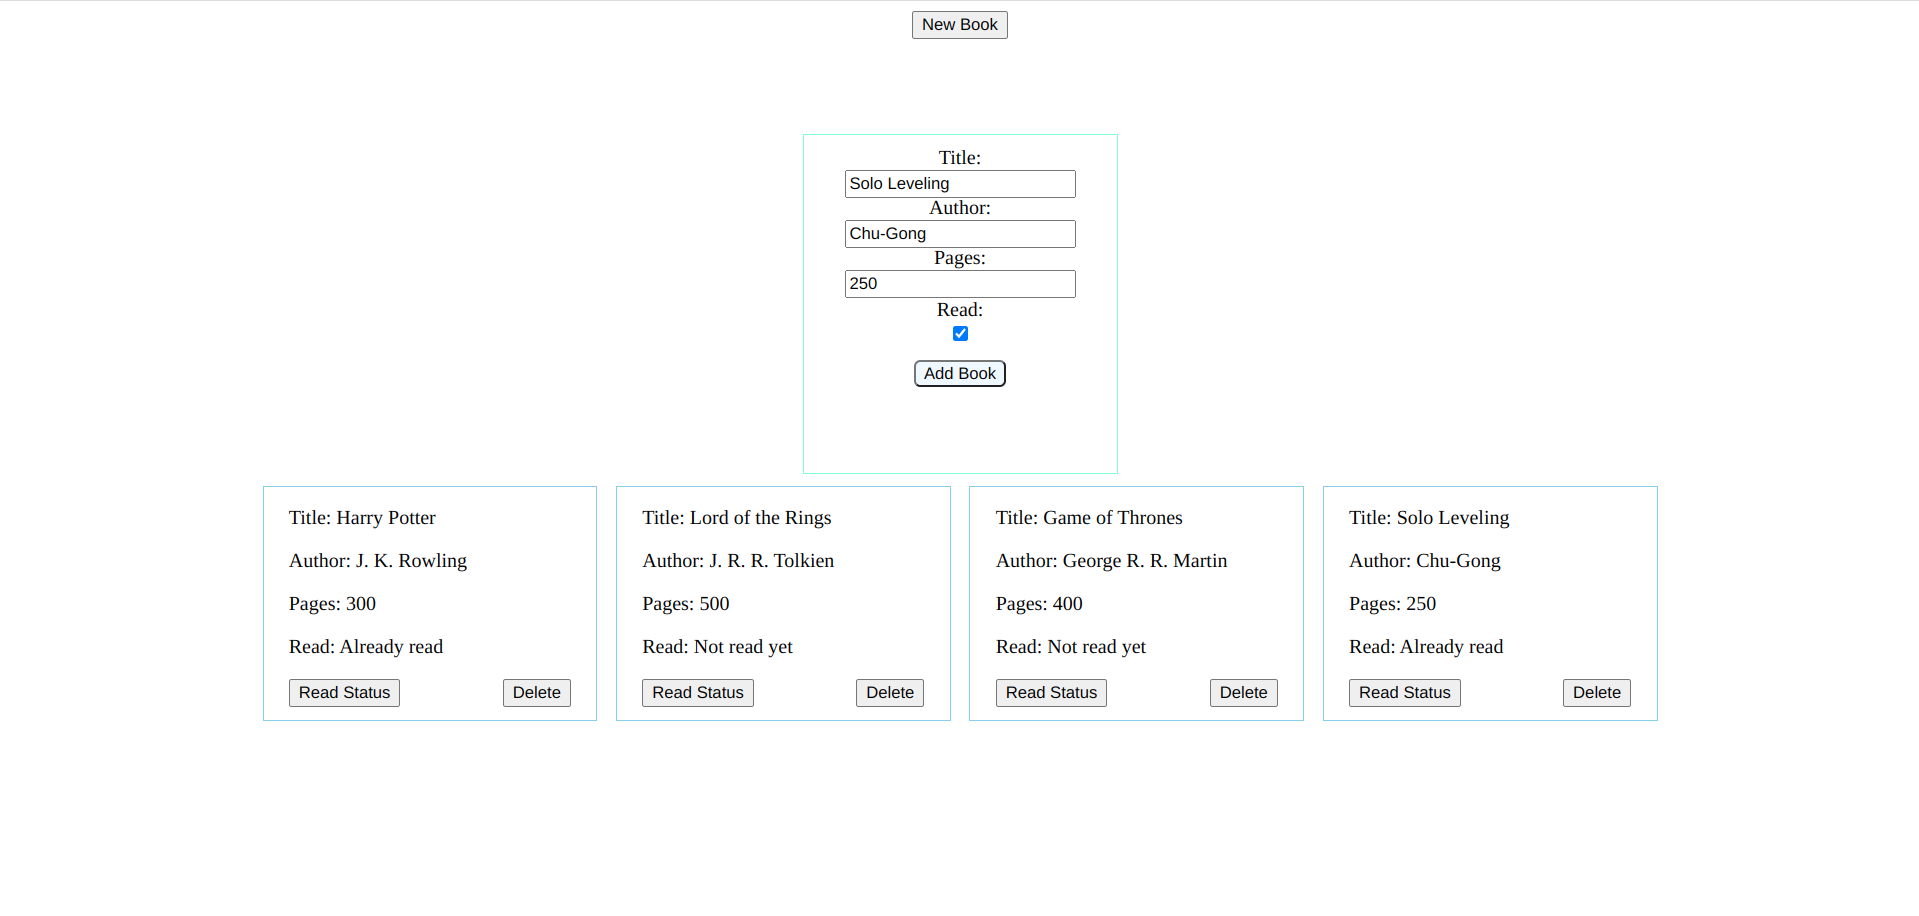 New Book
Title:
Solo Leveling
Author:
Chu-Gong
Pages:
250
Read:
Add Book
Title: Harry Potter
Author: J. K. Rowling
Pages: 300
Read: Already read
Read Status Delete
Title: Lord of the Rings
Author: J. R. R. Tolkien
Pages: 500
Read: Not read yet
Read Status Delete
Title: Game of Thrones
Author: George R. R. Martin
Pages: 400
Read: Not read yet
Read Status Delete
Title: Solo Leveling
Author: Chu-Gong
Pages: 250
Read: Already read
Read Status Delete